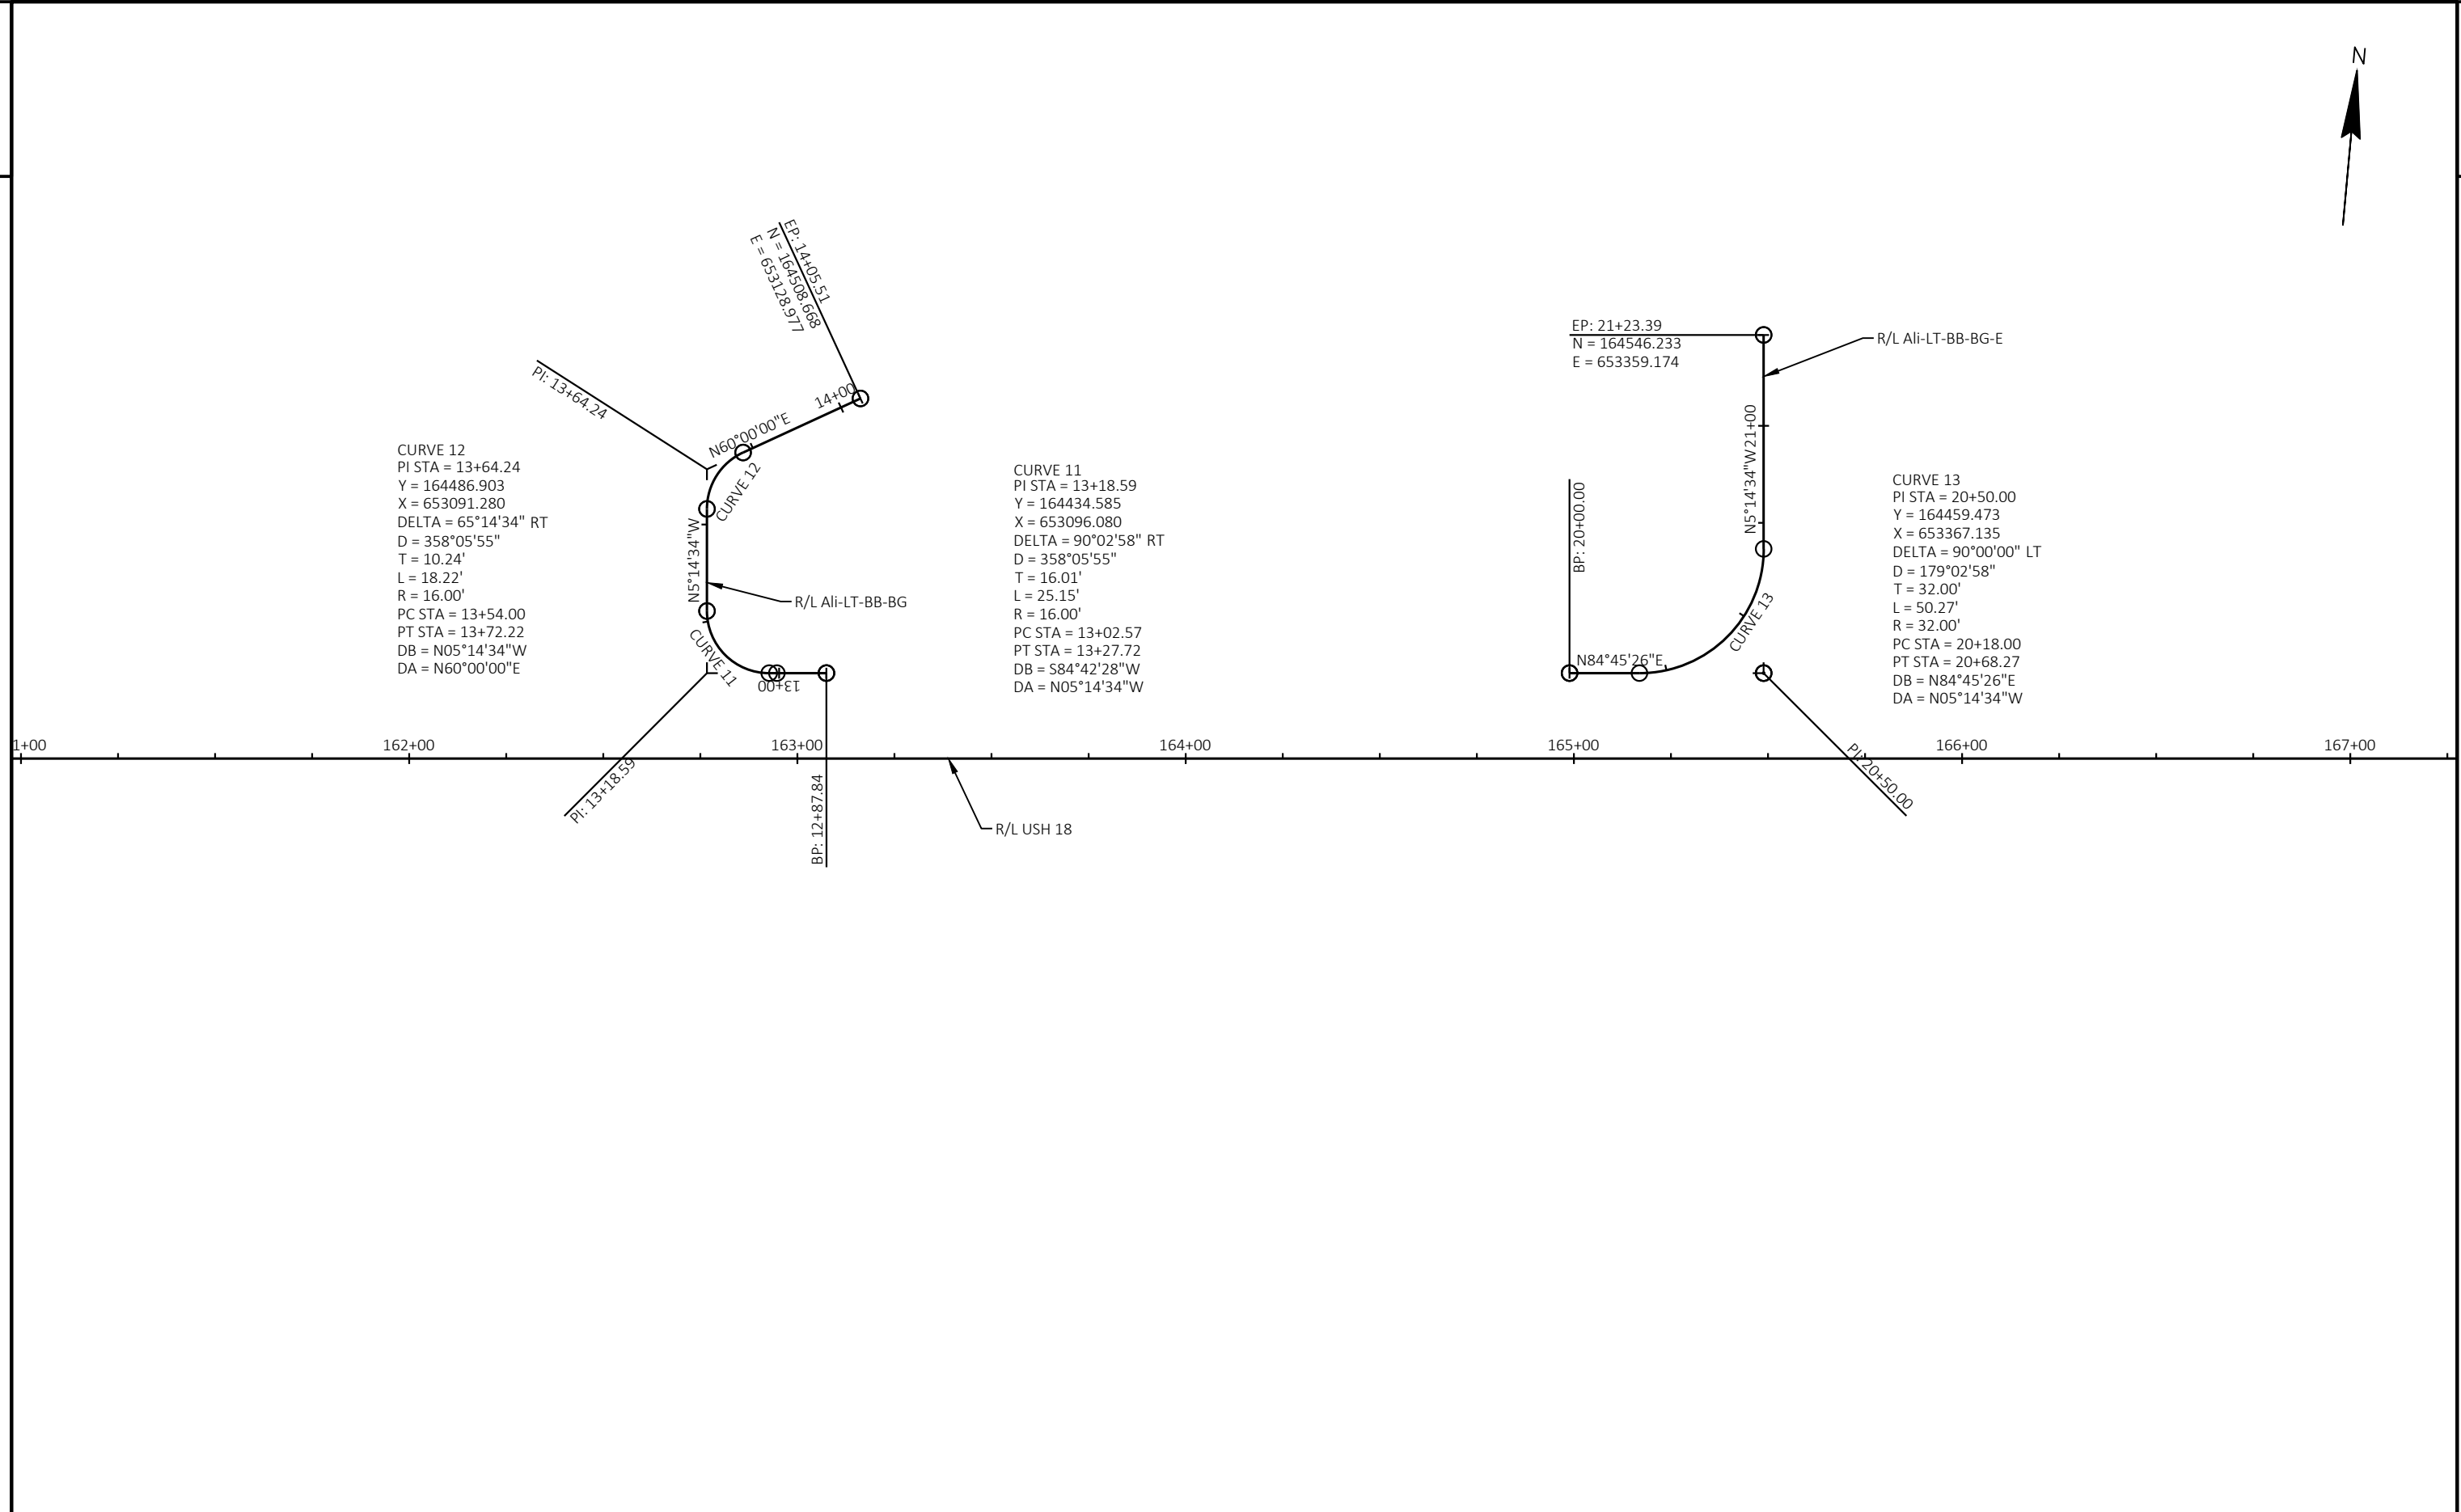 N
EP: 14+05.51
N = 164508.668
E = 653128.977
PI: 13+64.24
14+00
N60°00'00"E
CURVE 12
N5°14'34"W
R/L Ali-LT-BB-BG
CURVE 11
13+00
PI: 13+18.59
BP: 12+87.84
CURVE 12
PI STA = 13+64.24
Y = 164486.903
X = 653091.280
DELTA = 65°14'34" RT
D = 358°05'55"
T = 10.24'
L = 18.22'
R = 16.00'
PC STA = 13+54.00
PT STA = 13+72.22
DB = N05°14'34"W
DA = N60°00'00"E
CURVE 11
PI STA = 13+18.59
Y = 164434.585
X = 653096.080
DELTA = 90°02'58" RT
D = 358°05'55"
T = 16.01'
L = 25.15'
R = 16.00'
PC STA = 13+02.57
PT STA = 13+27.72
DB = S84°42'28"W
DA = N05°14'34"W
EP: 21+23.39
N = 164546.233
E = 653359.174
R/L Ali-LT-BB-BG-E
N5°14'34"W
21+00
BP: 20+00.00
N84°45'26"E
CURVE 13
PI: 20+50.00
CURVE 13
PI STA = 20+50.00
Y = 164459.473
X = 653367.135
DELTA = 90°00'00" LT
D = 179°02'58"
T = 32.00'
L = 50.27'
R = 32.00'
PC STA = 20+18.00
PT STA = 20+68.27
DB = N84°45'26"E
DA = N05°14'34"W
1+00
162+00
163+00
164+00
165+00
166+00
167+00
R/L USH 18